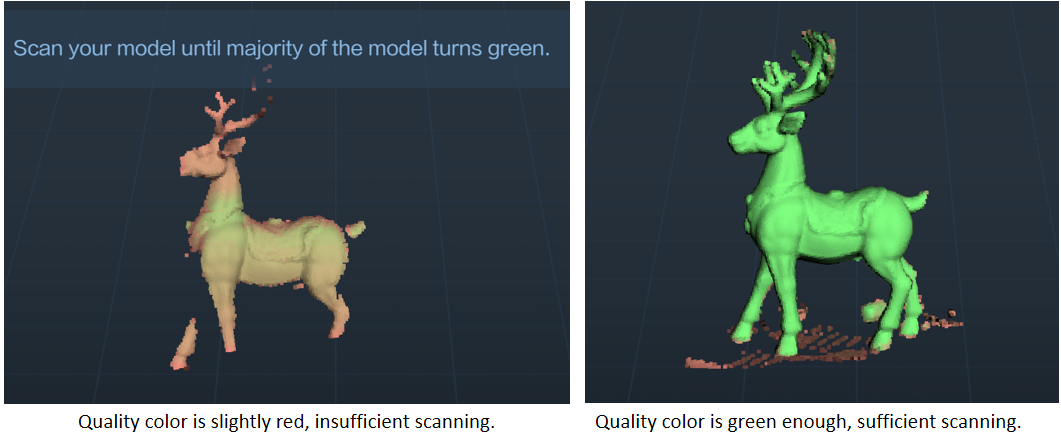 Scan your model until majority of the model turns green.
Quality color is slightly red, insufficient scanning.
Quality color is green enough, sufficient scanning.